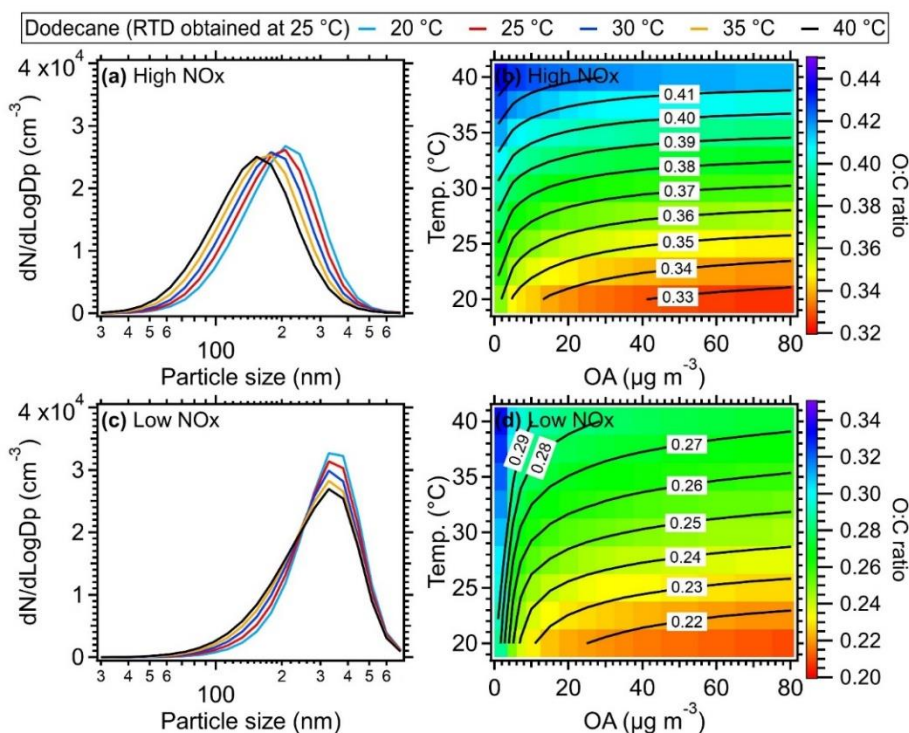 Dodecane (RTD obtained at 25 °C) 20 °C 25 °C 30 °C 35 °C 40 °C
(a) High NOx
4 x10⁴
3
2
1
0
dN/dLogDp (cm⁻³)
3 4 5 6 100 2 3 4 5 6
Particle size (nm)
(b) High NOx
40
35
30
25
20
Temp. (°C)
0.41
0.40
0.39
0.38
0.37
0.36
0.35
0.34
0.33
0 20 40 60 80
OA (µg m⁻³)
0.44
0.42
0.40
0.38
0.36
0.34
0.32
O:C ratio
(c) Low NOx
4 x10⁴
3
2
1
0
dN/dLogDp (cm⁻³)
3 4 5 6 100 2 3 4 5 6
Particle size (nm)
(d) Low NOx
40
35
30
25
20
Temp. (°C)
0.29
0.28
0.27
0.26
0.25
0.24
0.23
0.22
0 20 40 60 80
OA (µg m⁻³)
0.34
0.32
0.30
0.28
0.26
0.24
0.22
0.20
O:C ratio